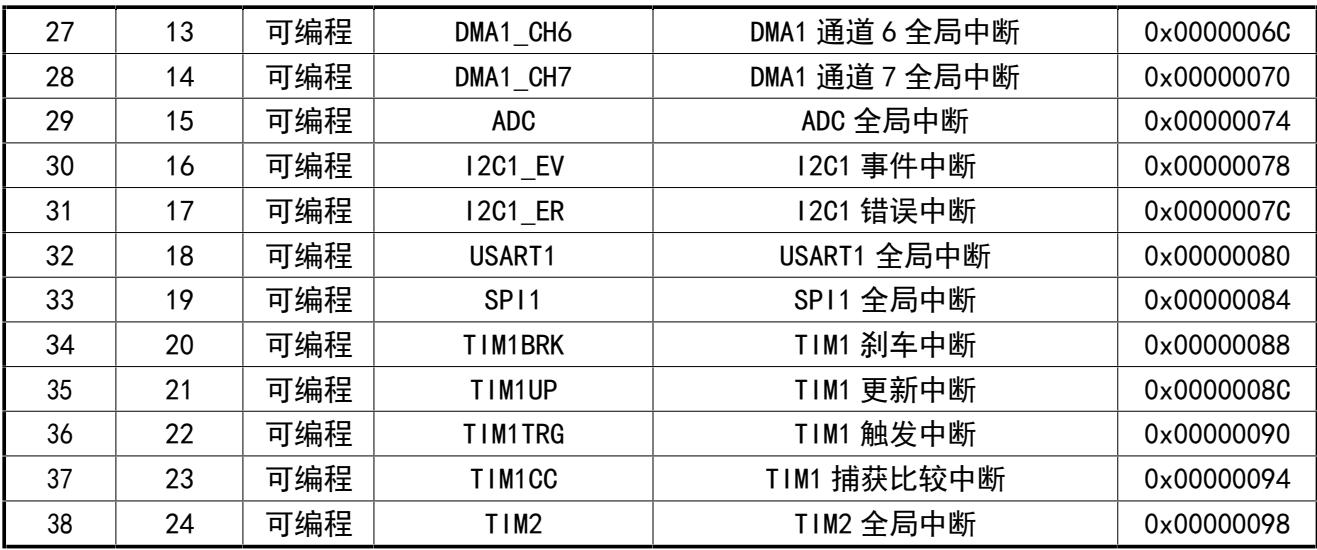 27 13 可编程 DMA1_CH6 DMA1 通道 6 全局中断 0x0000006C
28 14 可编程 DMA1_CH7 DMA1 通道 7 全局中断 0x00000070
29 15 可编程 ADC ADC 全局中断 0x00000074
30 16 可编程 I2C1_EV I2C1 事件中断 0x00000078
31 17 可编程 I2C1_ER I2C1 错误中断 0x0000007C
32 18 可编程 USART1 USART1 全局中断 0x00000080
33 19 可编程 SPI1 SPI1 全局中断 0x00000084
34 20 可编程 TIM1BRK TIM1 刹车中断 0x00000088
35 21 可编程 TIM1UP TIM1 更新中断 0x0000008C
36 22 可编程 TIM1TRG TIM1 触发中断 0x00000090
37 23 可编程 TIM1CC TIM1 捕获比较中断 0x00000094
38 24 可编程 TIM2 TIM2 全局中断 0x00000098